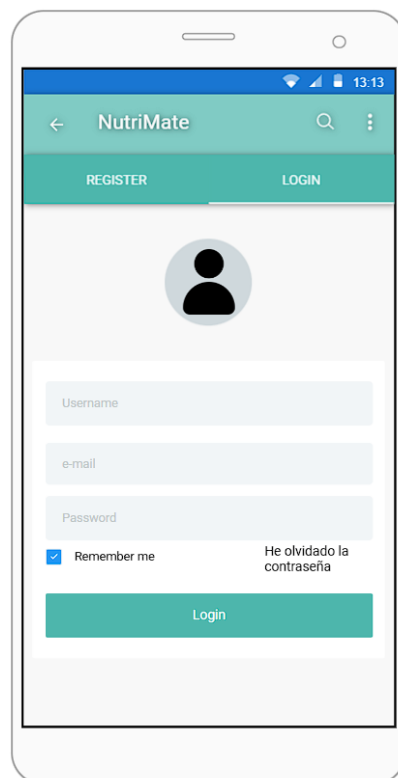 13:13
NutriMate
REGISTER LOGIN
Username
e-mail
Password
Remember me
He olvidado la
contraseña
Login